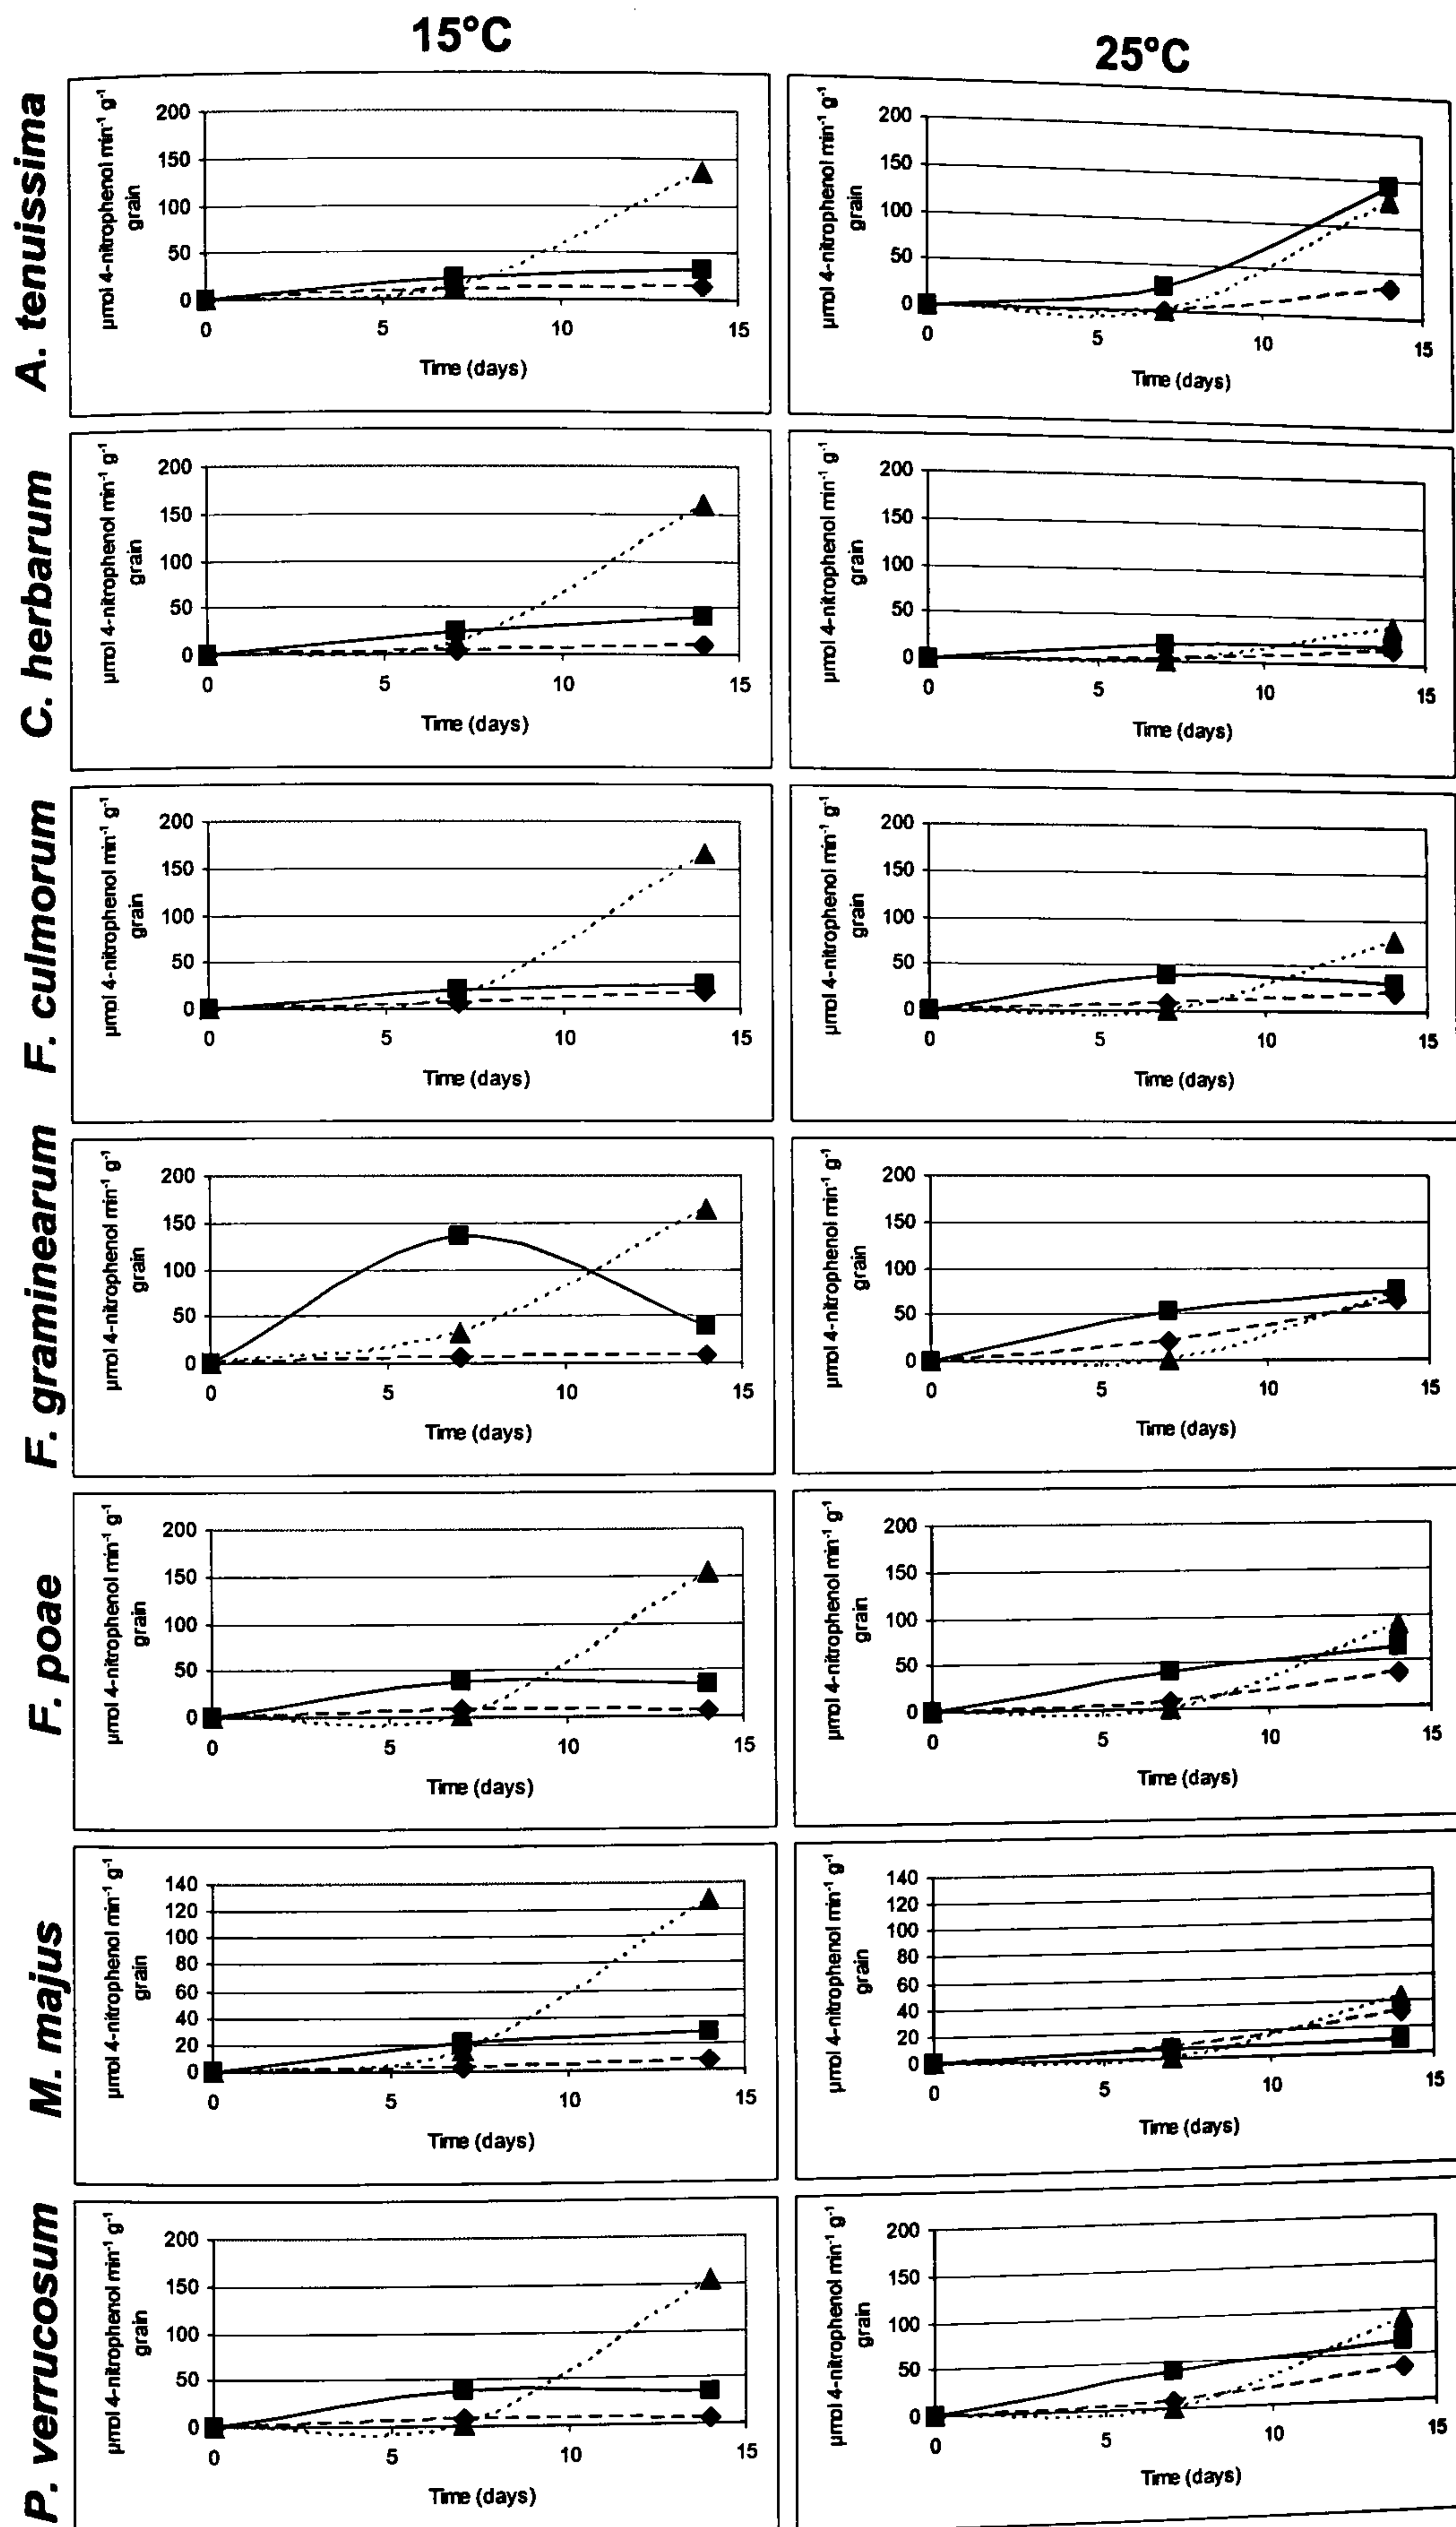 15°C
25°C
A. tenuissima
µmol 4-nitrophenol min⁻¹ g⁻¹
grain
200
150
100
50
0
0 5 10 15
Time (days)
µmol 4-nitrophenol min⁻¹ g⁻¹
grain
200
150
100
50
0
0 5 10 15
Time (days)
C. herbarum
µmol 4-nitrophenol min⁻¹ g⁻¹
grain
200
150
100
50
0
0 5 10 15
Time (days)
µmol 4-nitrophenol min⁻¹ g⁻¹
grain
200
150
100
50
0
0 5 10 15
Time (days)
F. culmorum
µmol 4-nitrophenol min⁻¹ g⁻¹
grain
200
150
100
50
0
0 5 10 15
Time (days)
µmol 4-nitrophenol min⁻¹ g⁻¹
grain
200
150
100
50
0
0 5 10 15
Time (days)
F. graminearum
µmol 4-nitrophenol min⁻¹ g⁻¹
grain
200
150
100
50
0
0 5 10 15
Time (days)
µmol 4-nitrophenol min⁻¹ g⁻¹
grain
200
150
100
50
0
0 5 10 15
Time (days)
F. poae
µmol 4-nitrophenol min⁻¹ g⁻¹
grain
200
150
100
50
0
0 5 10 15
Time (days)
µmol 4-nitrophenol min⁻¹ g⁻¹
grain
200
150
100
50
0
0 5 10 15
Time (days)
M. majus
µmol 4-nitrophenol min⁻¹ g⁻¹
grain
140
120
100
80
60
40
20
0
0 5 10 15
Time (days)
µmol 4-nitrophenol min⁻¹ g⁻¹
grain
140
120
100
80
60
40
20
0
0 5 10 15
Time (days)
P. verrucosum
µmol 4-nitrophenol min⁻¹ g⁻¹
grain
200
150
100
50
0
0 5 10 15
Time (days)
µmol 4-nitrophenol min⁻¹ g⁻¹
grain
200
150
100
50
0
0 5 10 15
Time (days)